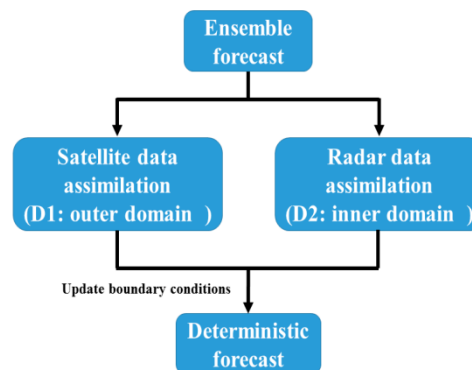 Ensemble
forecast
Satellite data
assimilation
(D1: outer domain )
Radar data
assimilation
(D2: inner domain )
Update boundary conditions
Deterministic
forecast